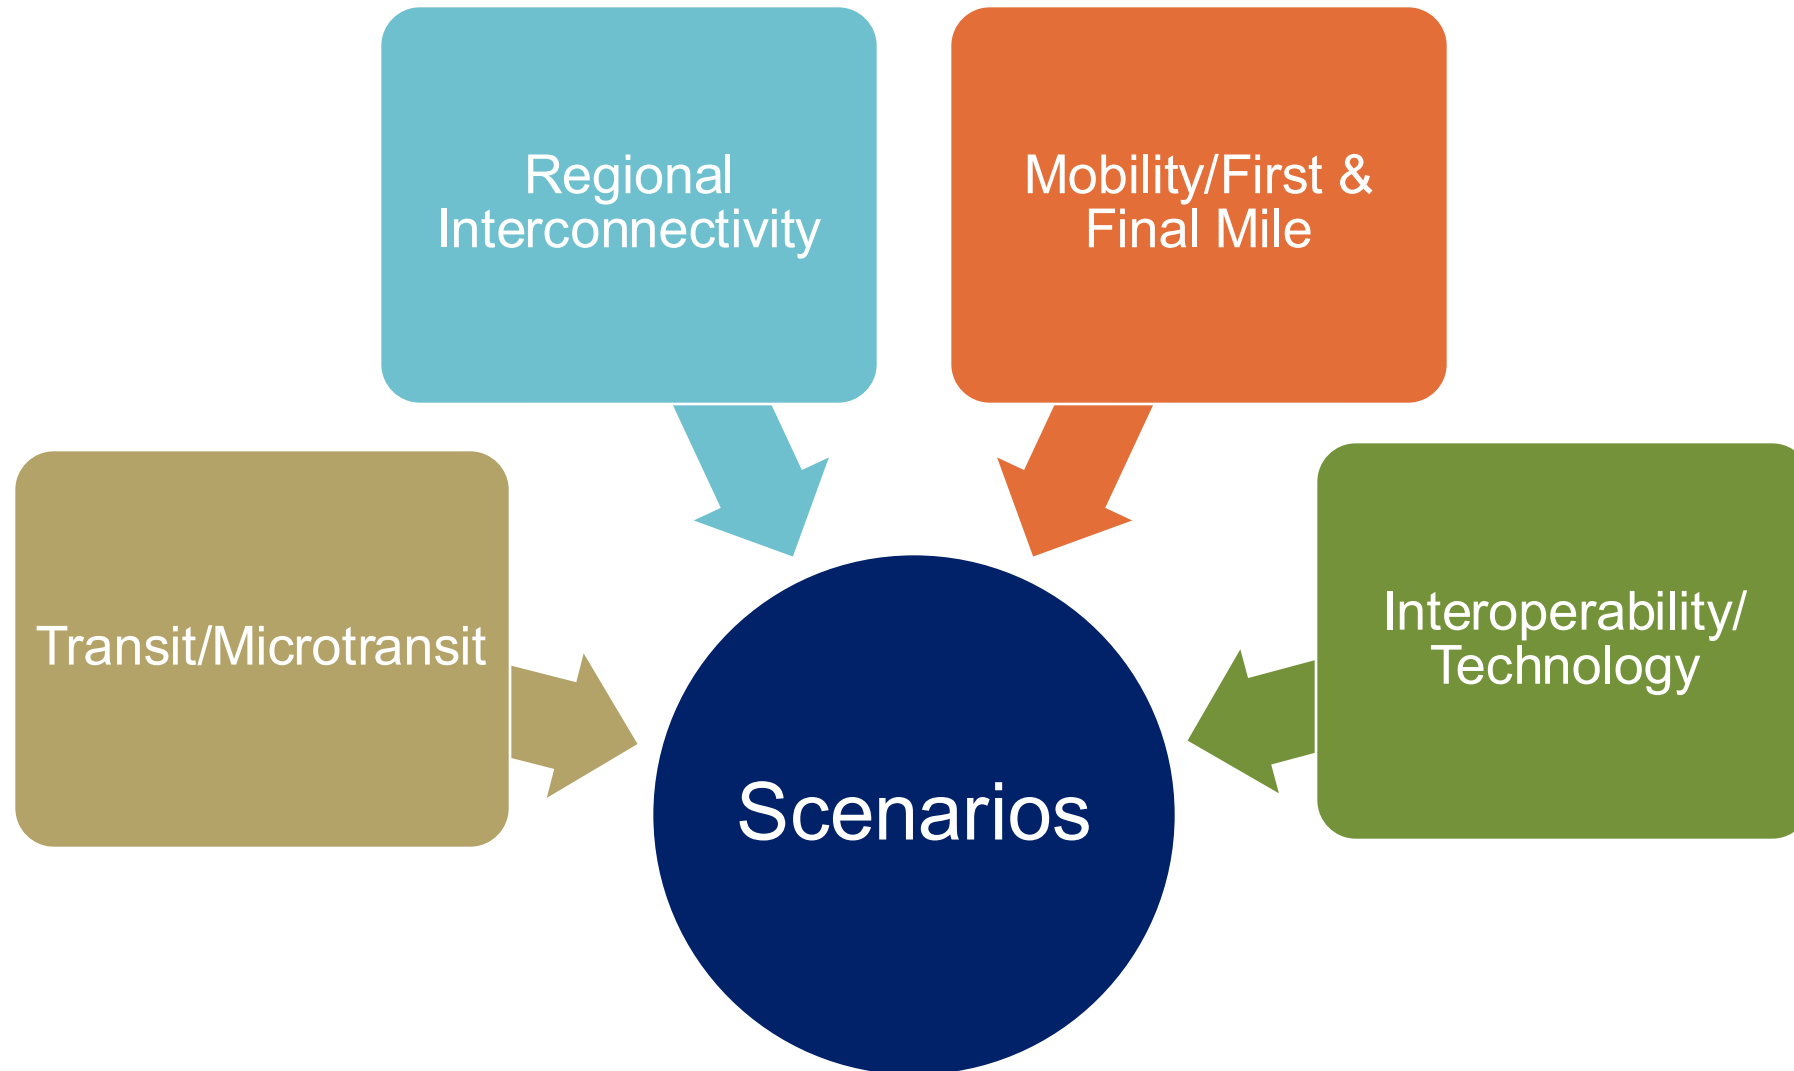 Regional
Interconnectivity
Mobility/First &
Final Mile
Transit/Microtransit
Interoperability/
Technology
Scenarios